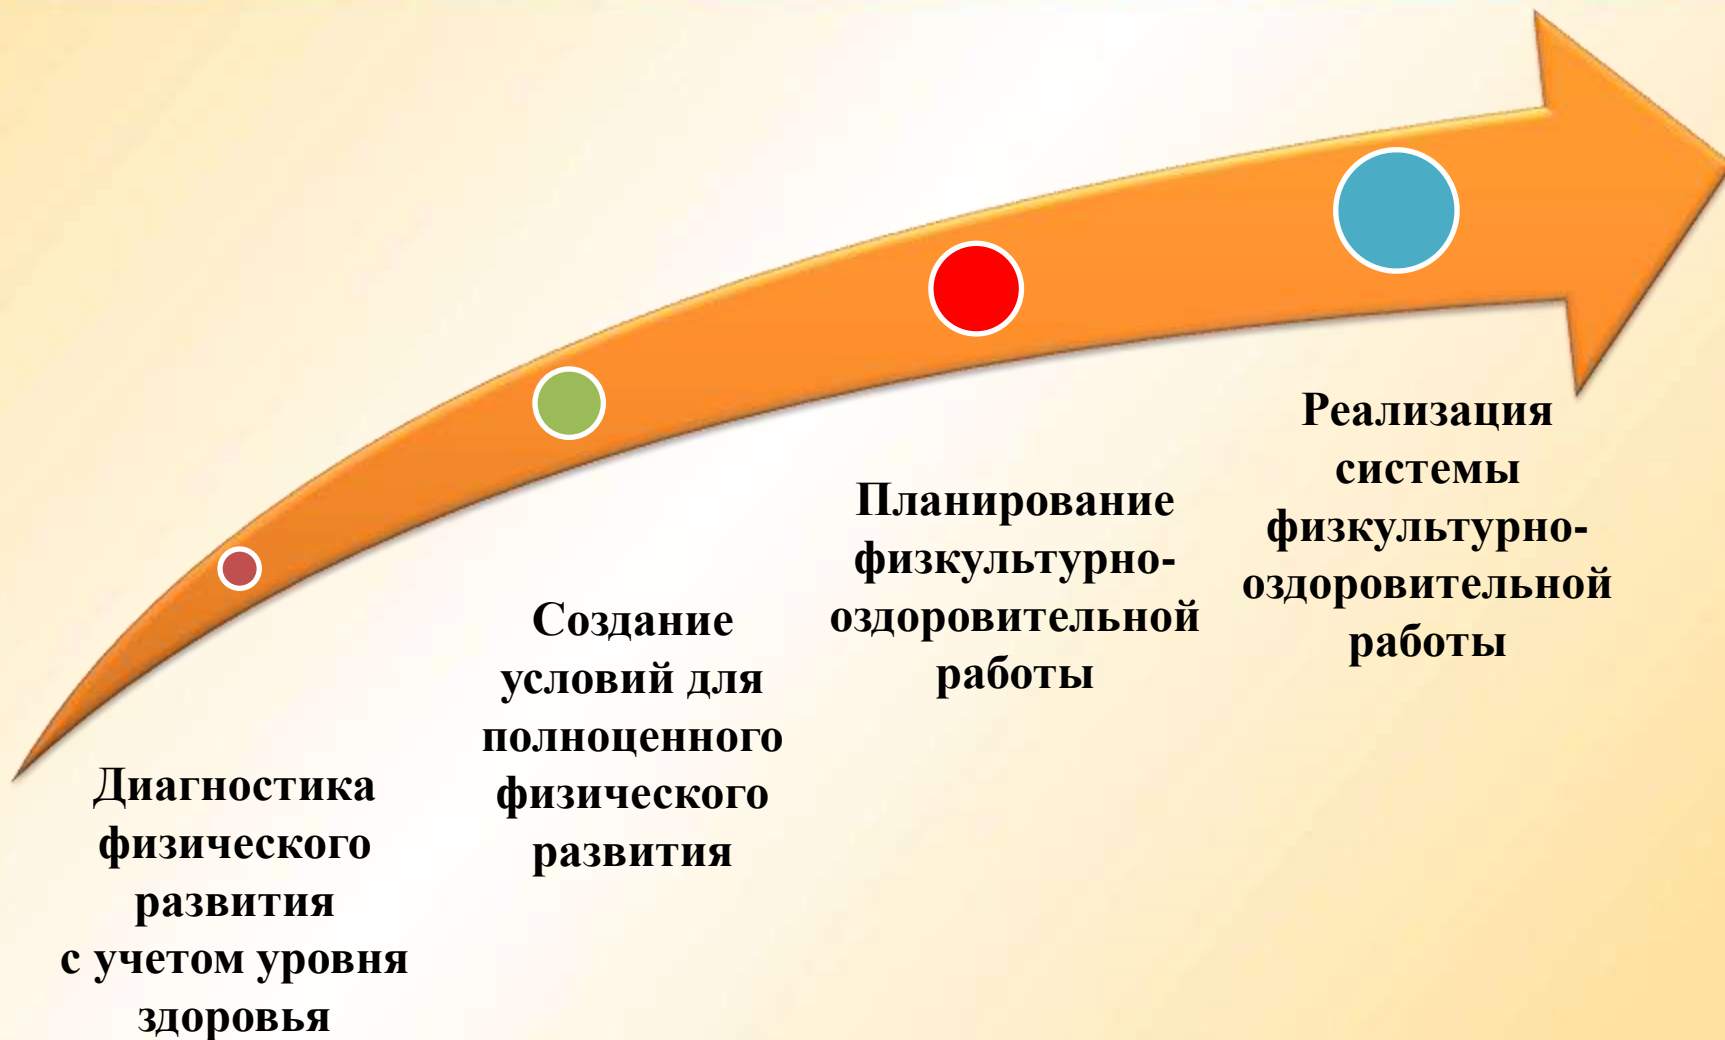 Диагностика
физического
развития
с учетом уровня
здоровья
Создание
условий для
полноценного
физического
развития
Планирование
физкультурно-
оздоровительной
работы
Реализация
системы
физкультурно-
оздоровительной
работы